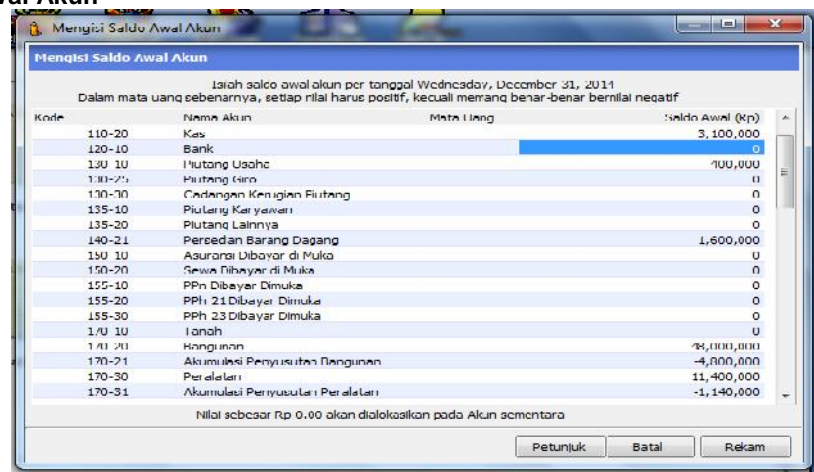 wal Akun
Mengisi Saldo Awal Akun
Mengisi Saldo Awal Akun
Isilah saldo awal akun per tanggal Wednesday, December 31, 2014
Dalam mata uang sebenarnya, setiap nilai harus positif, kecuali memang benar-benar bernilai negatif
Kode Nama Akun Mata Uang Saldo Awal (Rp)
110-20 Kas 3,100,000
120-10 Bank 0
130-10 Piutang Usaha 400,000
130-25 Piutang Giro 0
130-30 Cadangan Kerugian Piutang 0
135-10 Piutang Karyawan 0
135-20 Piutang Lainnya 0
140-21 Persedian Barang Dagang 1,600,000
150-10 Asuransi Dibayar di Muka 0
150-20 Sewa Dibayar di Muka 0
155-10 PPn Dibayar Dimuka 0
155-20 PPh 21 Dibayar Dimuka 0
155-30 PPh 23 Dibayar Dimuka 0
170-10 Tanah 0
170-20 Bangunan 48,000,000
170-21 Akumulasi Penyusutan Bangunan -4,800,000
170-30 Peralatan 11,400,000
170-31 Akumulasi Penyusutan Peralatan -1,140,000
Nilai sebesar Rp 0.00 akan dialokasikan pada Akun sementara
Petunjuk Batal Rekam